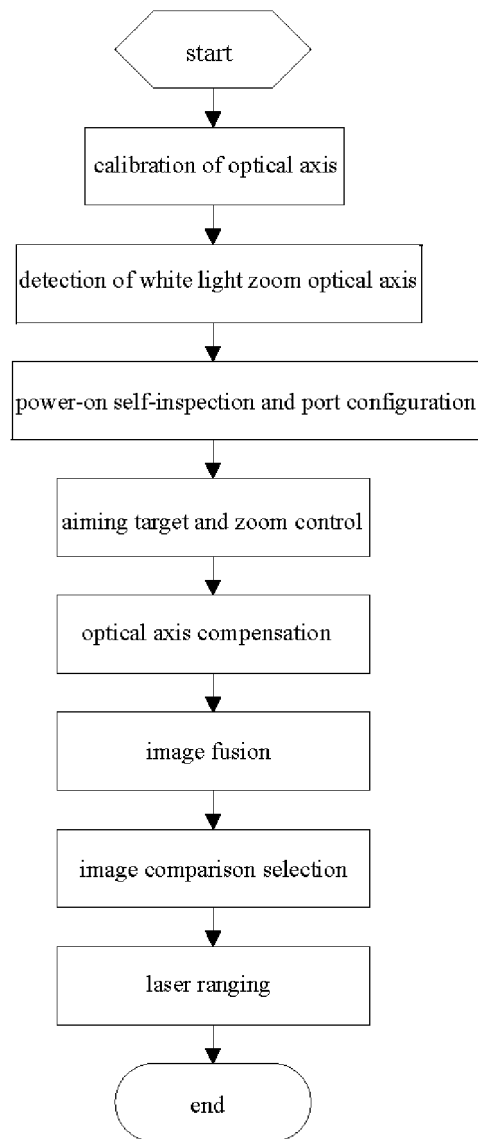 start
calibration of optical axis
detection of white light zoom optical axis
power-on self-inspection and port configuration
aiming target and zoom control
optical axis compensation
image fusion
image comparison selection
laser ranging
end